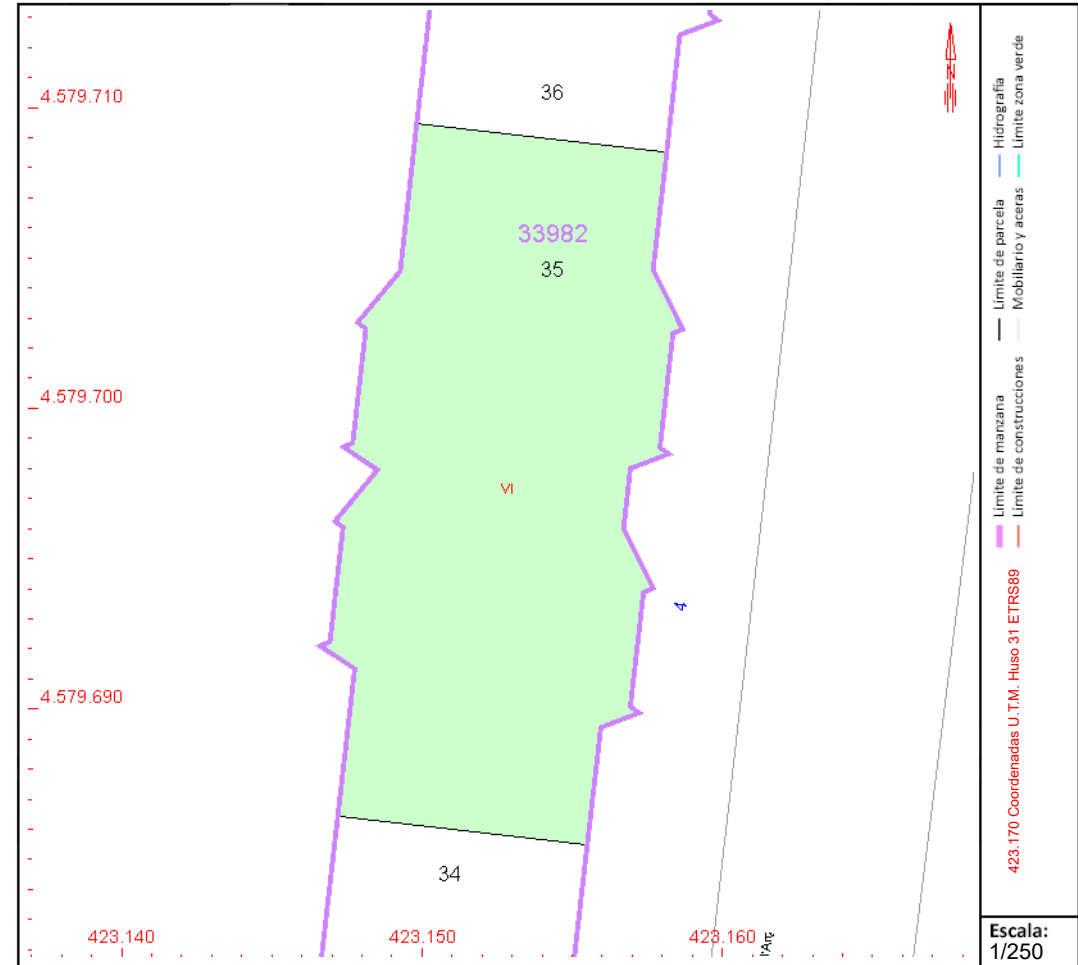 4.579.710
36
33982
35
4.579.700
VI
4
4.579.690
34
423.140
423.150
423.160
Límite de manzana
Límite de parcela
Hidrografía
Límite de construcciones
Mobiliario y aceras
Límite zona verde
423.170 Coordenadas U.T.M. Huso 31 ETRS89
Escala:
1/250